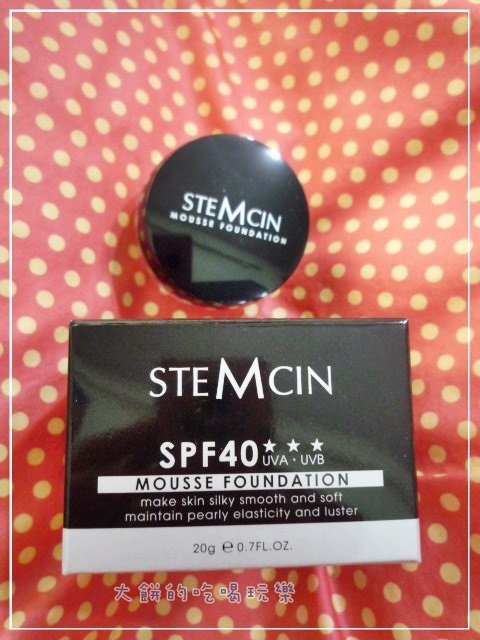 STEMCIN
MOUSSE FOUNDATION
STEMCIN
SPF40★★★
UVA·UVB
MOUSSE FOUNDATION
make skin silky smooth and soft
maintain pearly elasticity and luster
20g ℮ 0.7FL.OZ.
大餅的吃喝玩樂